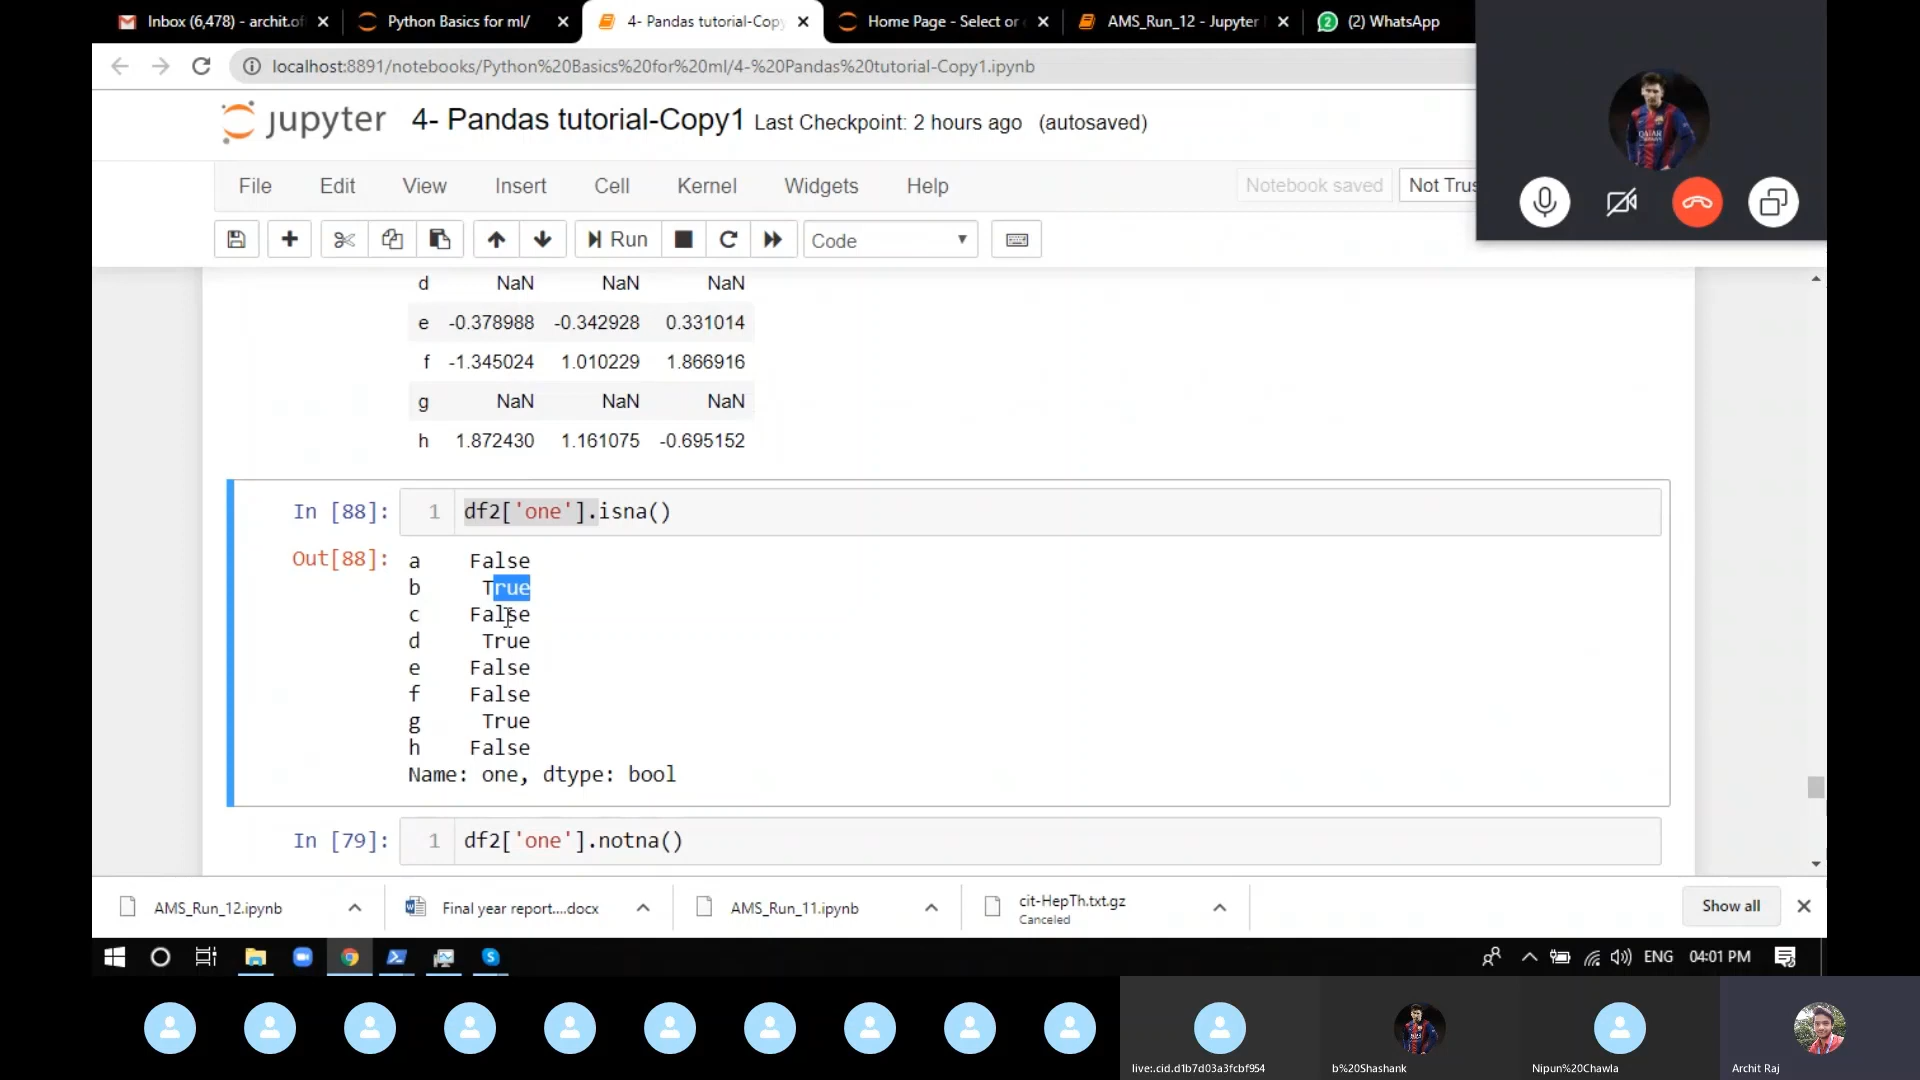 Inbox (6,478) - archit.of
Python Basics for ml/
4- Pandas tutorial-Copy
Home Page - Select or
AMS_Run_12 - Jupyter
2
(2) WhatsApp
localhost:8891/notebooks/Python%20Basics%20for%20ml/4-%20Pandas%20tutorial-Copy1.ipynb
jupyter 4- Pandas tutorial-Copy1 Last Checkpoint: 2 hours ago (autosaved)
File Edit View Insert Cell Kernel Widgets Help Notebook saved Not Trus
Run Code
d NaN NaN NaN
e -0.378988 -0.342928 0.331014
f -1.345024 1.010229 1.866916
g NaN NaN NaN
h 1.872430 1.161075 -0.695152
In [88]: 1 df2['one'].isna()
Out[88]: a False
b True
c False
d True
e False
f False
g True
h False
Name: one, dtype: bool
In [79]: 1 df2['one'].notna()
AMS_Run_12.ipynb
Final year report....docx
AMS_Run_11.ipynb
cit-HepTh.txt.gz
Canceled
Show all
ENG 04:01 PM
live:.cid.d1b7d03a3fcbf954
b%20Shashank
Nipun%20Chawla
Archit Raj